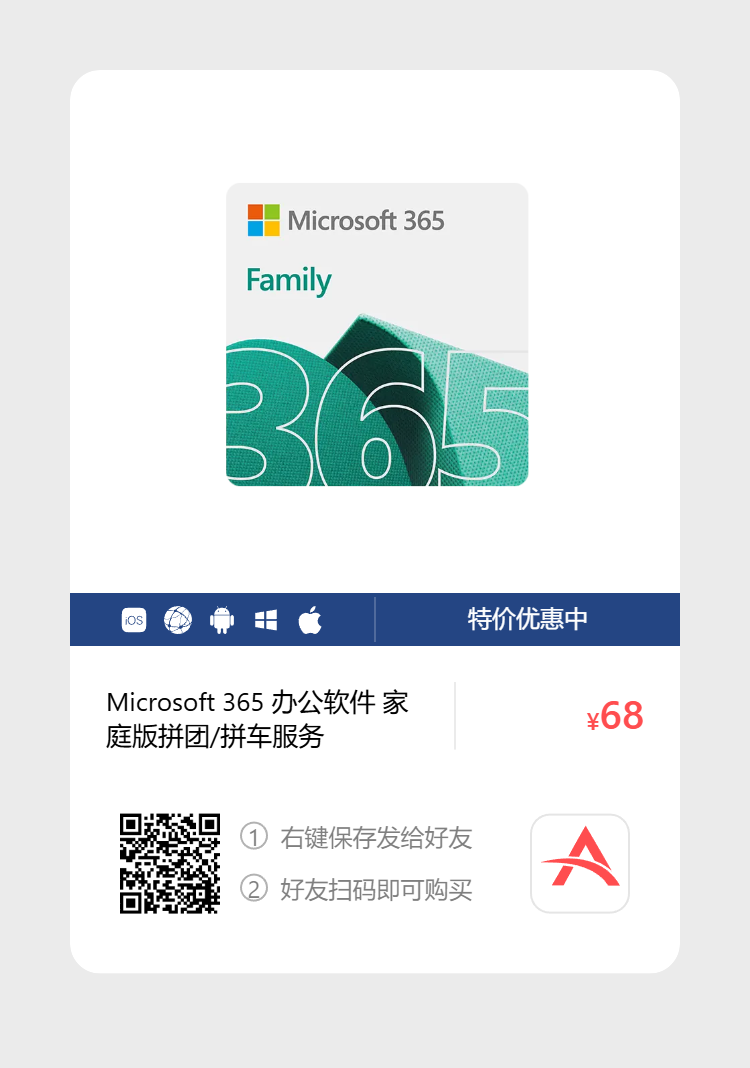 Microsoft 365
Family
365
iOS
特价优惠中
Microsoft 365 办公软件 家
庭版拼团/拼车服务
¥68
① 右键保存发给好友
② 好友扫码即可购买